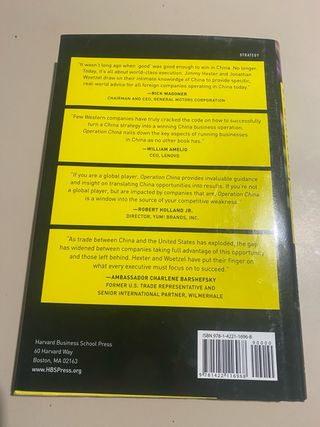 STRATEGY
"It wasn't long ago when 'good' was good enough to win in China. No longer.
Today, it's all about world-class execution. Jimmy Hexter and Jonathan
Woetzel draw on their intimate knowledge of China to provide specific,
real-world advice for all foreign companies operating in China today."
—RICK WAGONER
CHAIRMAN AND CEO, GENERAL MOTORS CORPORATION
"Few Western companies have truly cracked the code on how to successfully
turn a China strategy into a winning China business operation.
Operation China nails down the key aspects of running businesses
in China as no other book has."
—WILLIAM AMELIO
CEO, LENOVO
"If you are a global player, Operation China provides invaluable guidance
and insight on translating China opportunities into results. If you're not
a global player, but are impacted by companies that are, Operation China
is a window into the source of your competitive weakness."
—ROBERT HOLLAND JR.
DIRECTOR, YUM! BRANDS, INC.
"As trade between China and the United States has exploded, the gap
has widened between companies taking full advantage of this opportunity
and those left behind. Hexter and Woetzel have put their finger on
what every executive must focus on to succeed."
—AMBASSADOR CHARLENE BARSHEFSKY
FORMER U.S. TRADE REPRESENTATIVE AND
SENIOR INTERNATIONAL PARTNER, WILMERHALE
Harvard Business School Press
60 Harvard Way
Boston, MA 02163
www.HBSPress.org
ISBN-978-1-4221-1696-8
90000
9 781422 116968